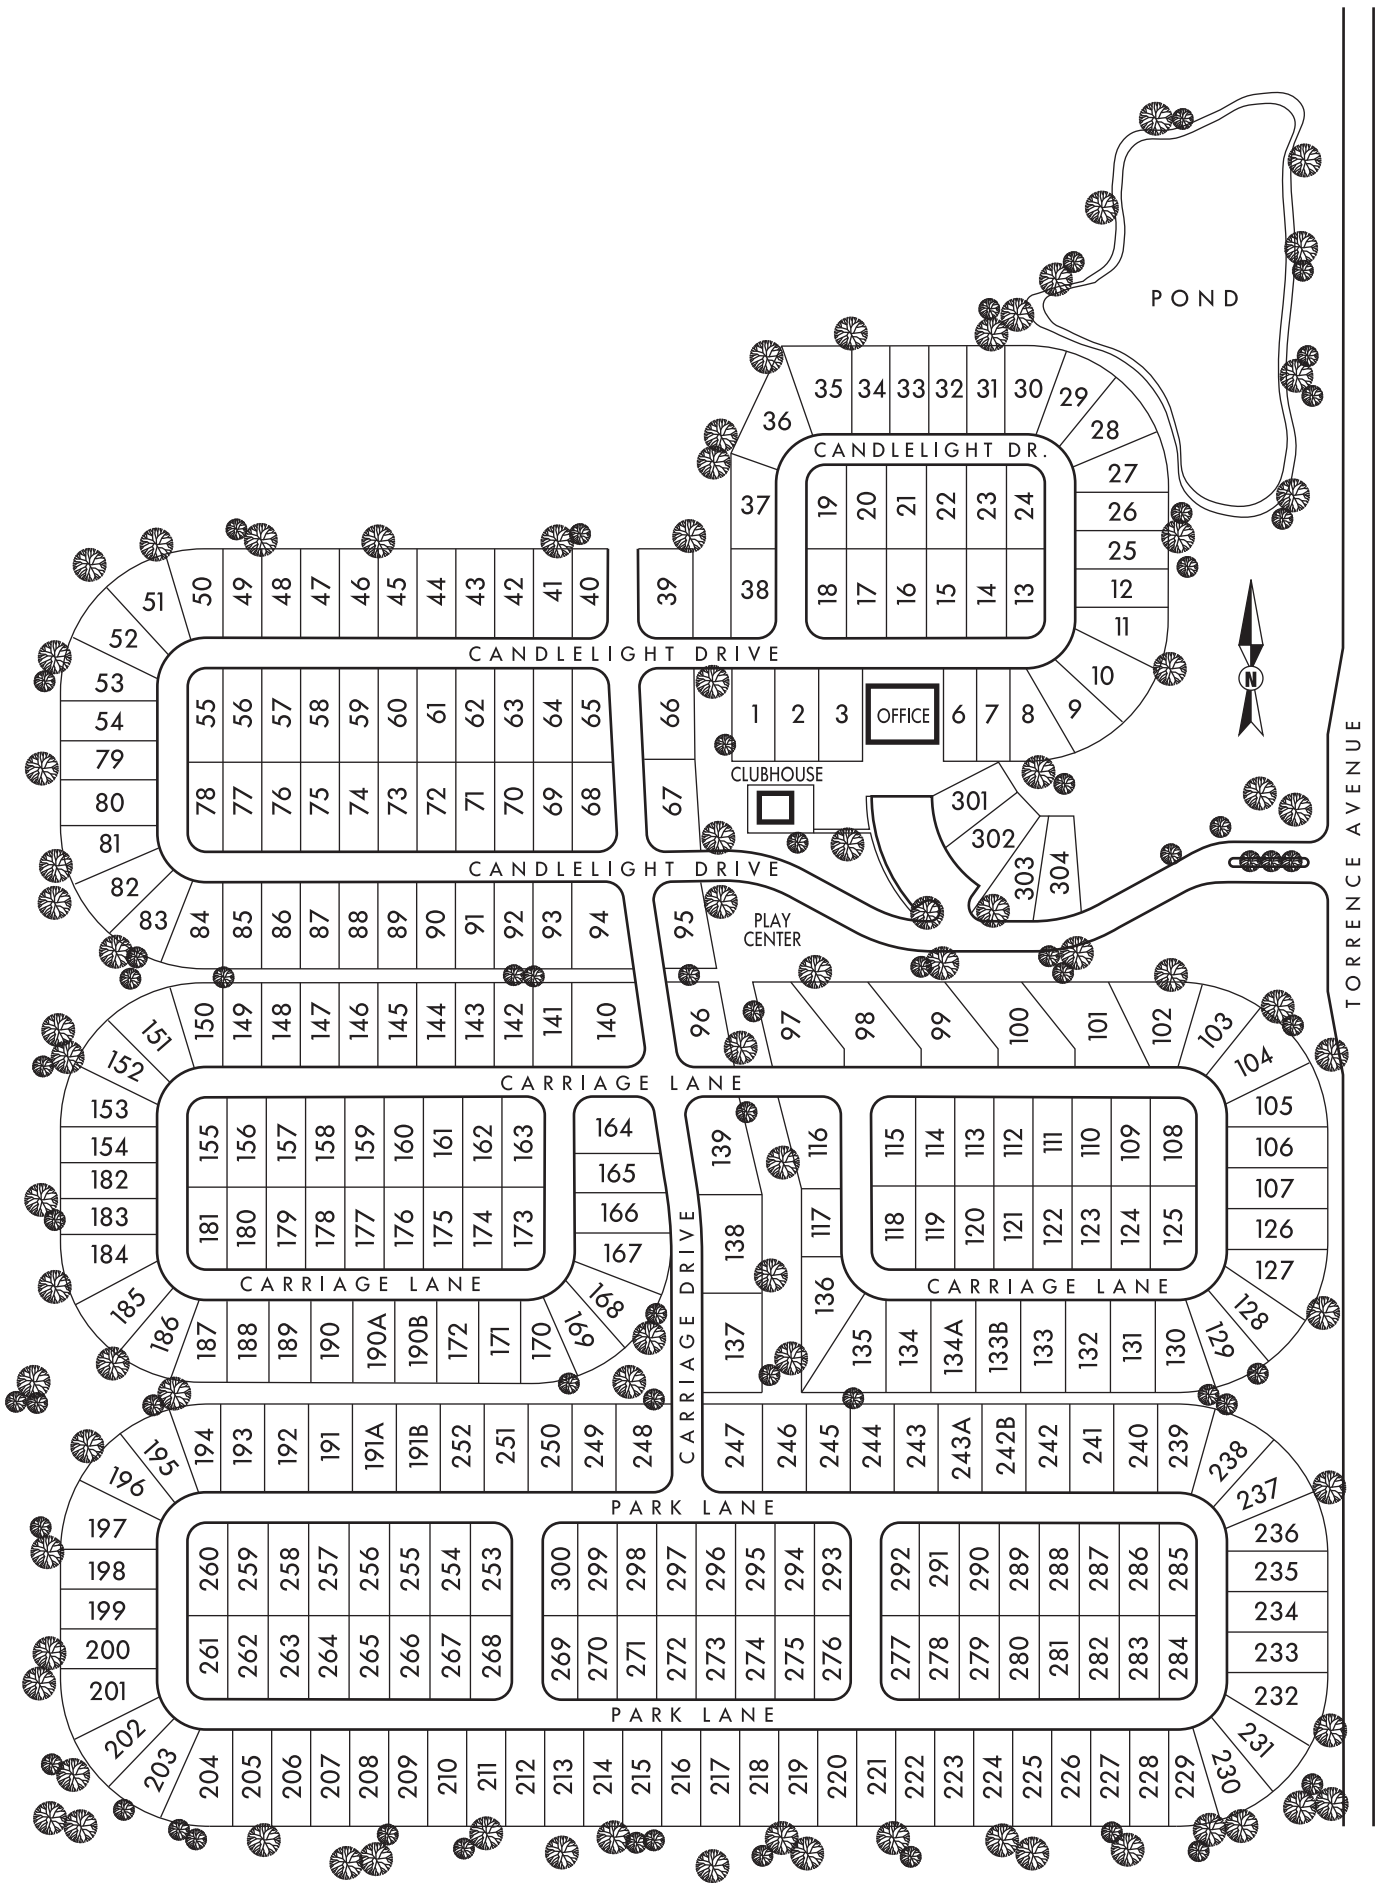 POND
35 34 33 32 31 30 29
36 28
CANDLELIGHT DR.
37 19 20 21 22 23 24 27
26
25
38 18 17 16 15 14 13 12
11
10
51 50 49 48 47 46 45 44 43 42 41 40 39
52
CANDLELIGHT DRIVE
53
54
55 56 57 58 59 60 61 62 63 64 65 66
1 2 3 OFFICE 6 7 8 9
N
TORRENCE AVENUE
79
80
78 77 76 75 74 73 72 71 70 69 68 67
CLUBHOUSE
301
302
303
304
81
82
CANDLELIGHT DRIVE
83 84 85 86 87 88 89 90 91 92 93 94 95
PLAY
CENTER
151 150 149 148 147 146 145 144 143 142 141 140 96 97 98 99 100 101 102 103
152 104
CARRIAGE LANE
153 105
154 106
155 156 157 158 159 160 161 162 163
164
165
139 116
115 114 113 112 111 110 109 108
182
183
184
181 180 179 178 177 176 175 174 173
166
167
138 117
118 119 120 121 122 123 124 125
107
126
127
CARRIAGE LANE
CARRIAGE DRIVE
CARRIAGE LANE
185 168 136 128
186 187 188 189 190 190A 190B 172 171 170 169 137 135 134 134A 133B 133 132 131 130 129
195 194 193 192 191 191A 191B 252 251 250 249 248 247 246 245 244 243 243A 242B 242 241 240 239 238
196 237
PARK LANE
197 236
198 235
260 259 258 257 256 255 254 253 300 299 298 297 296 295 294 293 292 291 290 289 288 287 286 285
199 234
200 233
261 262 263 264 265 266 267 268 269 270 271 272 273 274 275 276 277 278 279 280 281 282 283 284
201 232
PARK LANE
202 231
203 204 205 206 207 208 209 210 211 212 213 214 215 216 217 218 219 220 221 222 223 224 225 226 227 228 229 230